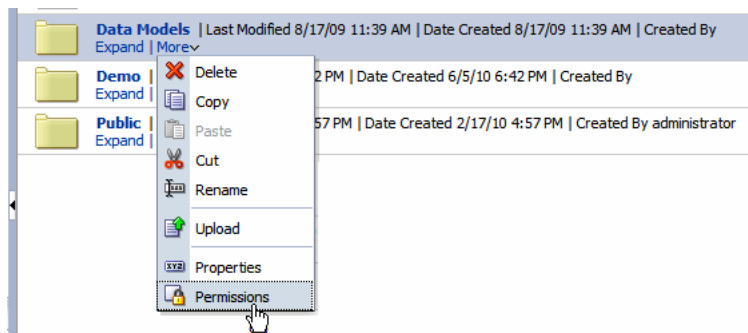 Data Models | Last Modified 8/17/09 11:39 AM | Date Created 8/17/09 11:39 AM | Created By
Expand | More
Delete
Demo | 2 PM | Date Created 6/5/10 6:42 PM | Created By
Expand |
Copy
Public | 57 PM | Date Created 2/17/10 4:57 PM | Created By administrator
Expand |
Paste
Cut
Rename
Upload
XYZ Properties
Permissions